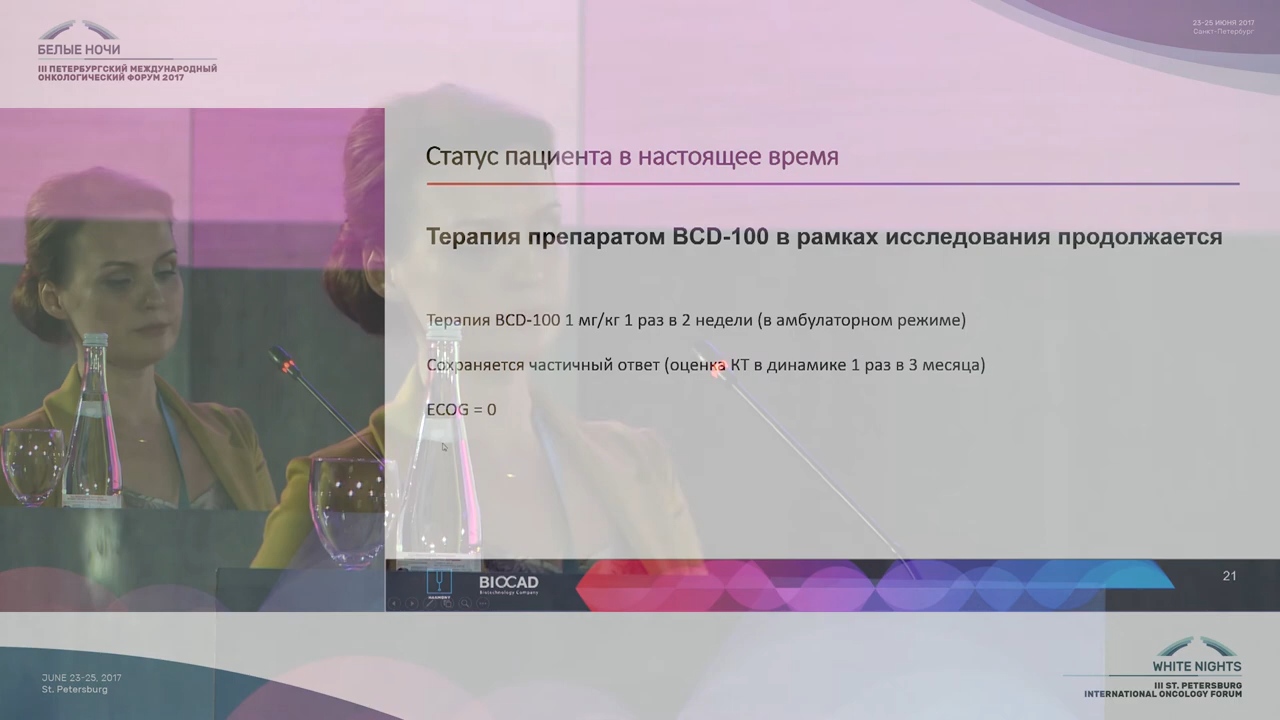 БЕЛЫЕ НОЧИ
III ПЕТЕРБУРГСКИЙ МЕЖДУНАРОДНЫЙ
ОНКОЛОГИЧЕСКИЙ ФОРУМ 2017
23-25 ИЮНЯ 2017
Санкт-Петербург
Статус пациента в настоящее время
Терапия препаратом BCD-100 в рамках исследования продолжается
Терапия BCD-100 1 мг/кг 1 раз в 2 недели (в амбулаторном режиме)
Сохраняется частичный ответ (оценка КТ в динамике 1 раз в 3 месяца)
ECOG = 0
BIOCAD
Biotechnology Company
21
JUNE 23-25, 2017
St. Petersburg
WHITE NIGHTS
III ST. PETERSBURG
INTERNATIONAL ONCOLOGY FORUM